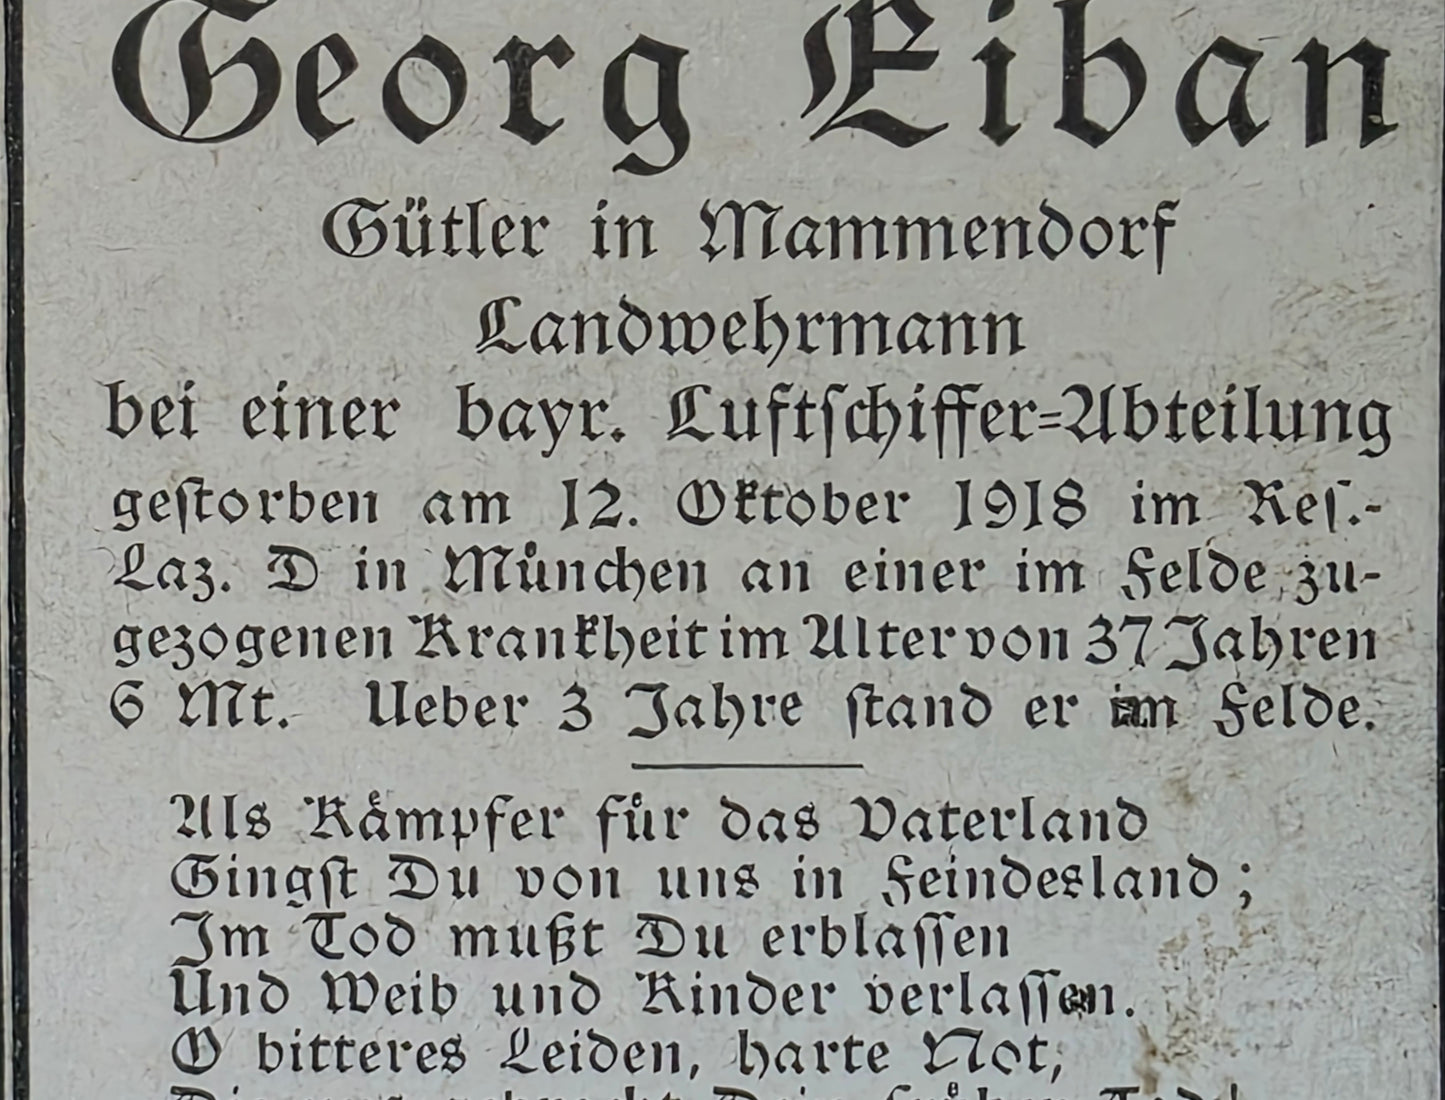 Georg Eiban
Gütler in Mammendorf
Landwehrmann
bei einer bayr. Luftschiffer=Abteilung
gestorben am 12. Oktober 1918 im Res.-
Laz. D in München an einer im Felde zu-
gezogenen Krankheit im Alter von 37 Jahren
6 Mt. Ueber 3 Jahre stand er im Felde.
Als Kämpfer für das Vaterland
Gingst Du von uns in Feindesland;
Im Tod mußt Du erblassen
Und Weib und Kinder verlassen.
O bitteres Leiden, harte Not,